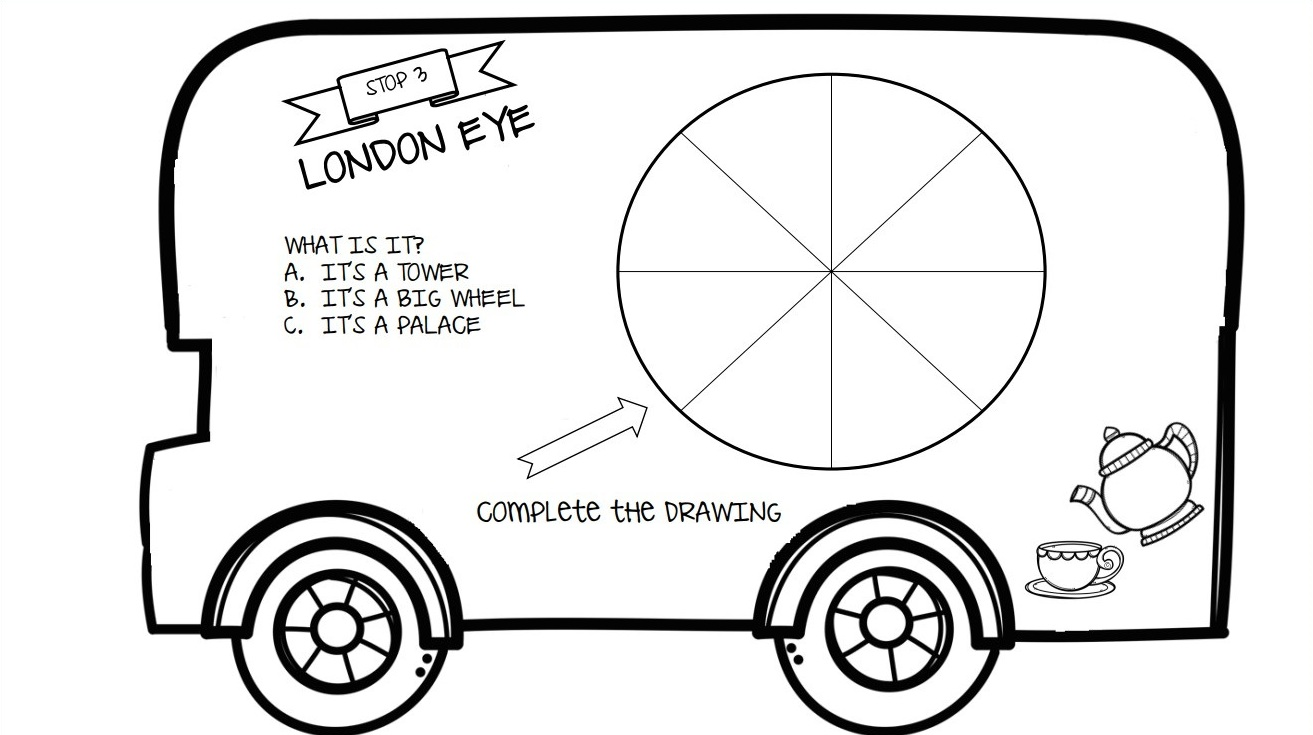 STOP 3
LONDON EYE
WHAT IS IT?
A. IT'S A TOWER
B. IT'S A BIG WHEEL
C. IT'S A PALACE
COMPLETE THE DRAWING